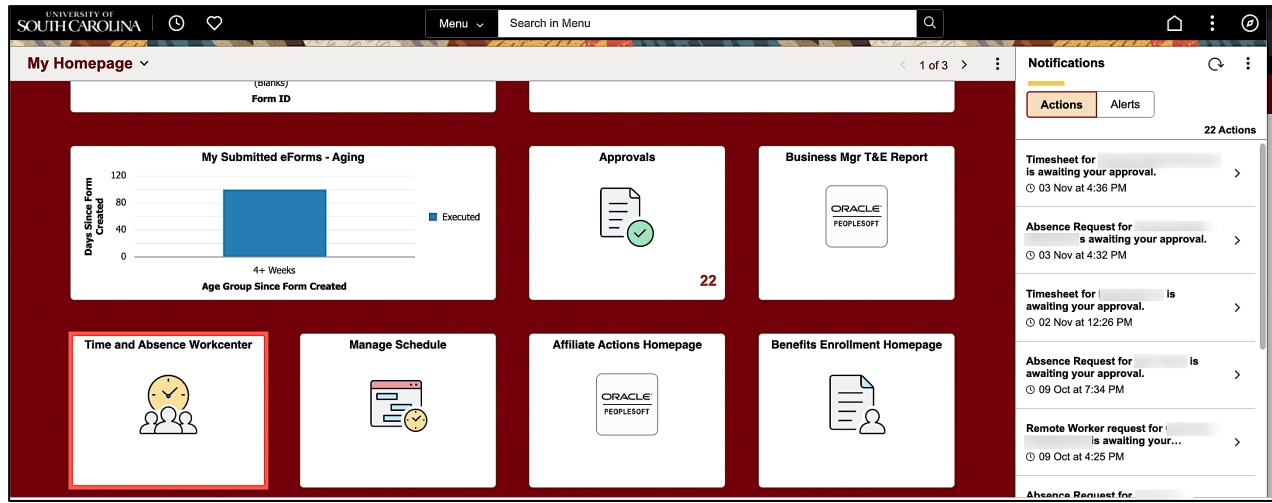 UNIVERSITY OF
SOUTH CAROLINA
Menu
Search in Menu
My Homepage
1 of 3
(Blanks)
Form ID
My Submitted eForms - Aging
Days Since Form
Created
120
80
40
0
4+ Weeks
Age Group Since Form Created
Executed
Approvals
22
Business Mgr T&E Report
ORACLE
PEOPLESOFT
Time and Absence Workcenter
Manage Schedule
Affiliate Actions Homepage
ORACLE
PEOPLESOFT
Benefits Enrollment Homepage
Notifications
Actions
Alerts
22 Actions
Timesheet for
is awaiting your approval.
03 Nov at 4:36 PM
Absence Request for
s awaiting your approval.
03 Nov at 4:32 PM
Timesheet for is
awaiting your approval.
02 Nov at 12:26 PM
Absence Request for is
awaiting your approval.
09 Oct at 7:34 PM
Remote Worker request for
is awaiting your...
09 Oct at 4:25 PM
Absence Request for